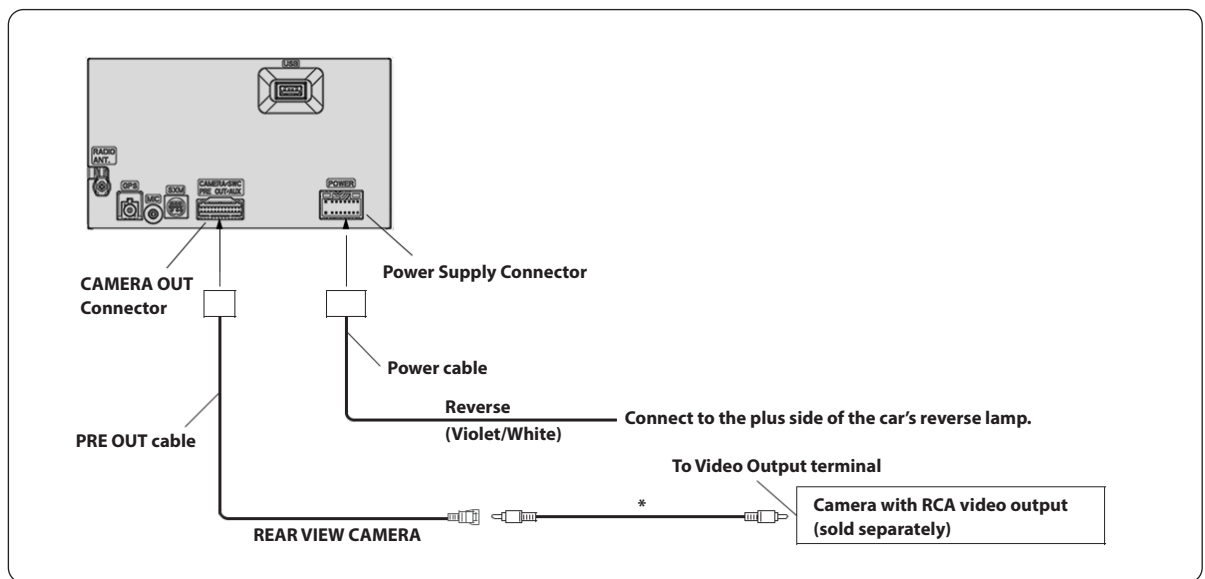 USB
RADIO
ANT.
GPS
MIC
SXM
CAMERA/SWC
PRE OUT•AUX
POWER
CAMERA OUT
Connector
Power Supply Connector
Power cable
Reverse
(Violet/White)
Connect to the plus side of the car’s reverse lamp.
PRE OUT cable
To Video Output terminal
*
Camera with RCA video output
(sold separately)
REAR VIEW CAMERA